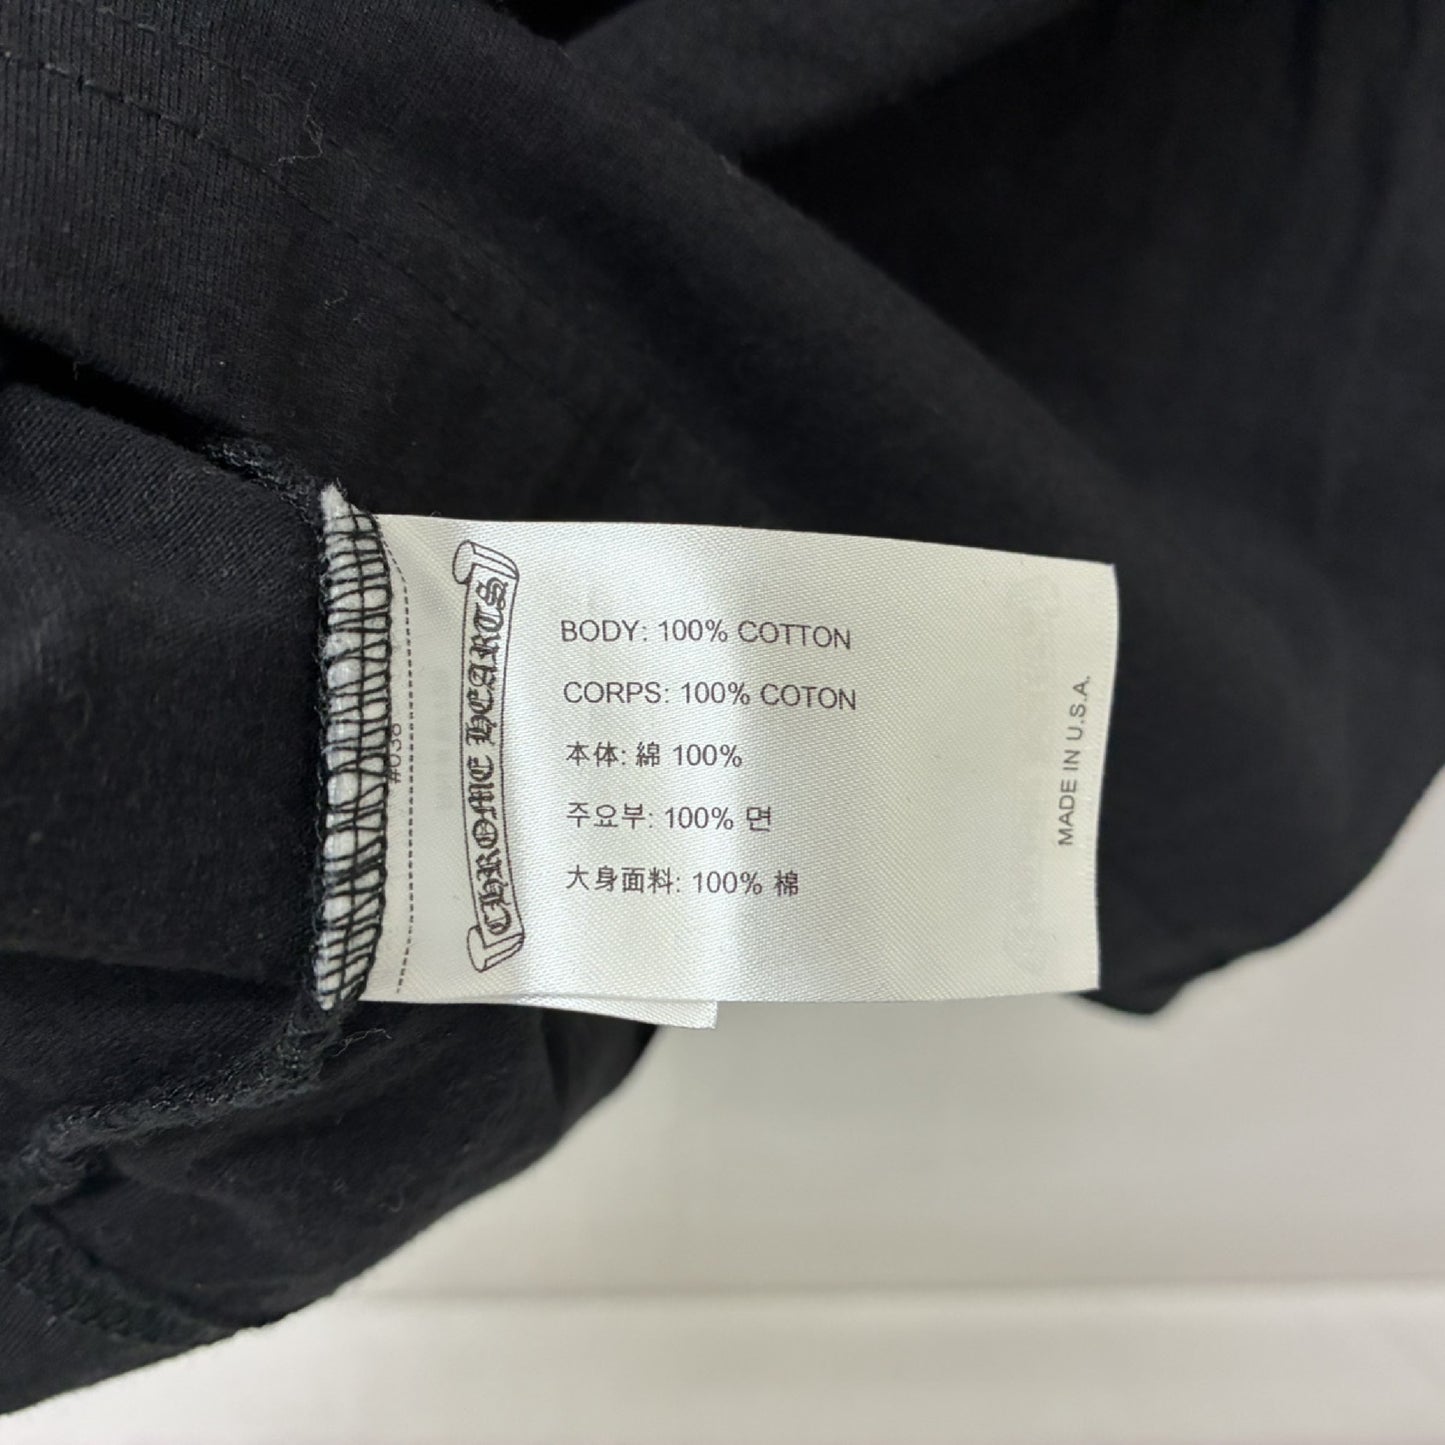 CHROME HEARTS
#038
BODY: 100% COTTON
CORPS: 100% COTON
本体: 綿 100%
주요부: 100% 면
大身面料: 100% 棉
MADE IN U.S.A.